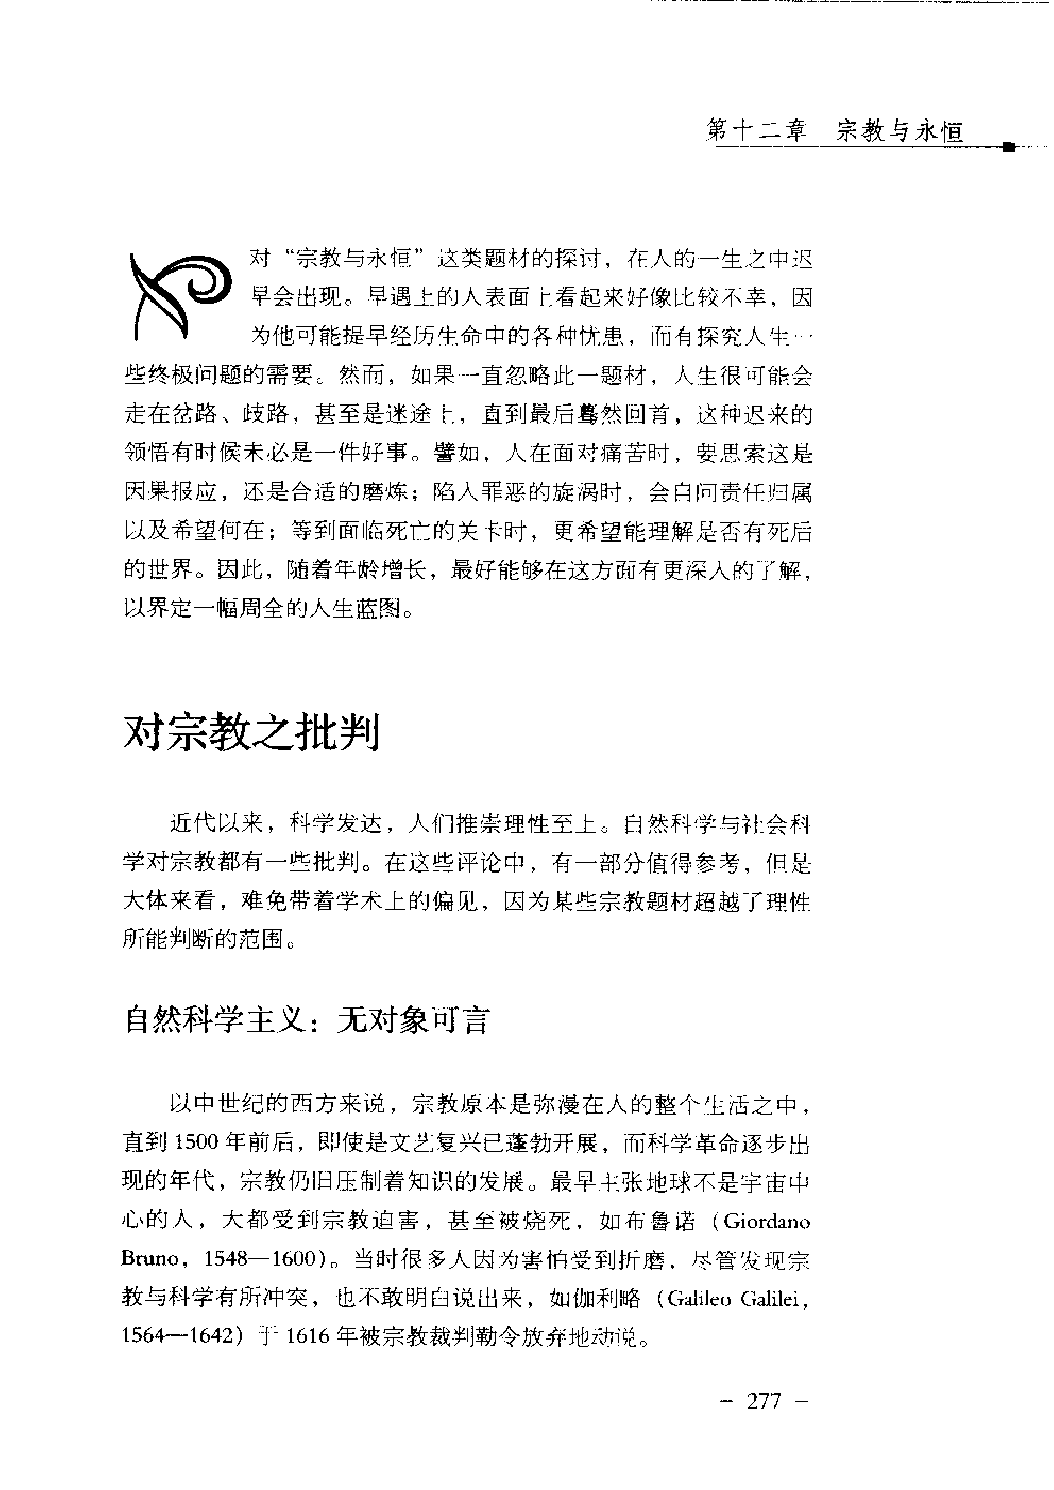 第十二章　宗教与永恒
对“宗教与永恒”这类题材的探讨，在人的一生之中迟
早会出现。早遇上的人表面上看起来好像比较不幸，因
为他可能提早经历生命中的各种忧患，而有探究人生一
些终极问题的需要。然而，如果一直忽略此一题材，人生很可能会
走在岔路、歧路，甚至是迷途上，直到最后蓦然回首，这种迟来的
领悟有时候未必是一件好事。譬如，人在面对痛苦时，要思索这是
因果报应，还是合适的磨炼；陷入罪恶的旋涡时，会自问责任归属
以及希望何在；等到面临死亡的关卡时，更希望能理解是否有死后
的世界。因此，随着年龄增长，最好能够在这方面有更深入的了解，
以界定一幅周全的人生蓝图。
对宗教之批判
近代以来，科学发达，人们推崇理性至上。自然科学与社会科
学对宗教都有一些批判。在这些评论中，有一部分值得参考，但是
大体来看，难免带着学术上的偏见，因为某些宗教题材超越了理性
所能判断的范围。
自然科学主义：无对象可言
以中世纪的西方来说，宗教原本是弥漫在人的整个生活之中，
直到 1500 年前后，即使是文艺复兴已蓬勃开展，而科学革命逐步出
现的年代，宗教仍旧压制着知识的发展。最早主张地球不是宇宙中
心的人，大都受到宗教迫害，甚至被烧死，如布鲁诺（Giordano
Bruno，1548—1600）。当时很多人因为害怕受到折磨，尽管发现宗
教与科学有所冲突，也不敢明白说出来，如伽利略（Galileo Galilei，
1564—1642）于 1616 年被宗教裁判勒令放弃地动说。
– 277 –